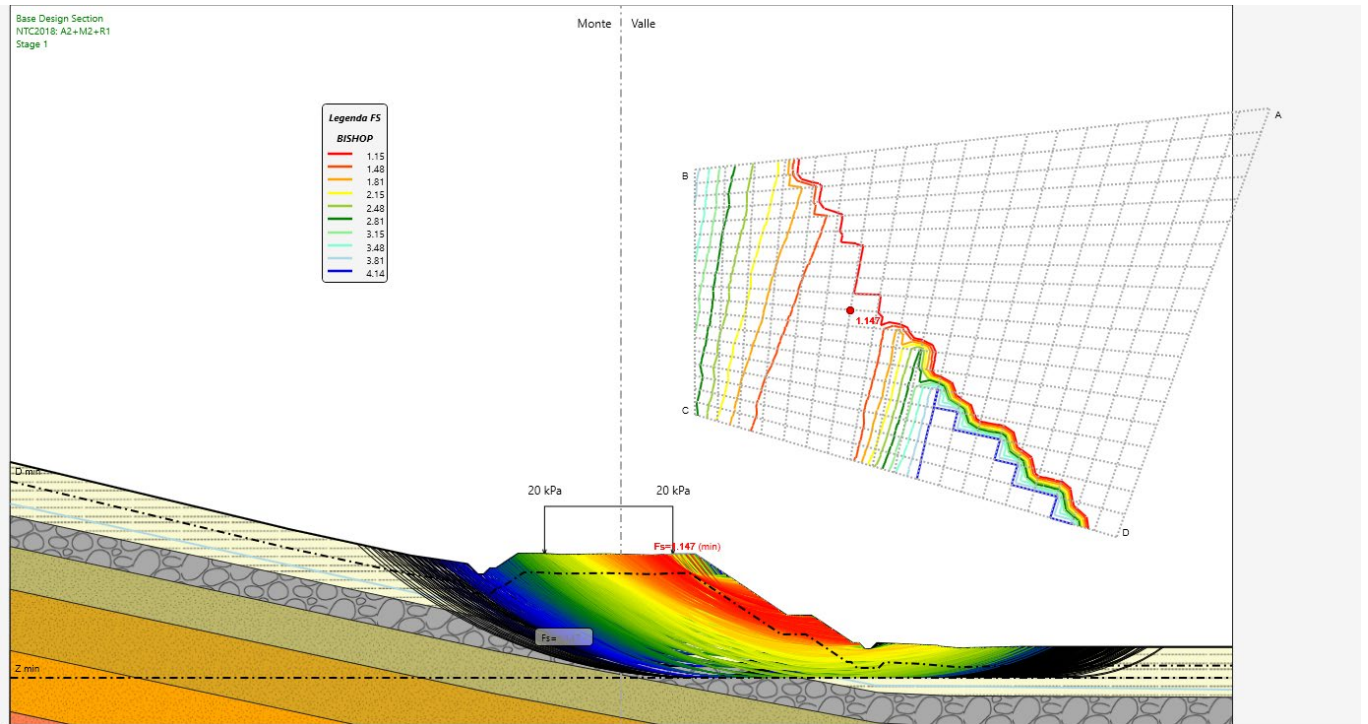 Base Design Section
NTC2018: A2+M2+R1
Stage 1
Monte
Valle
Legenda FS
BISHOP
1.15
1.48
1.81
2.15
2.48
2.81
3.15
3.48
3.81
4.14
A
B
1.147
C
D
D min
20 kPa
20 kPa
Fs=1.147 (min)
Fs=
Z min